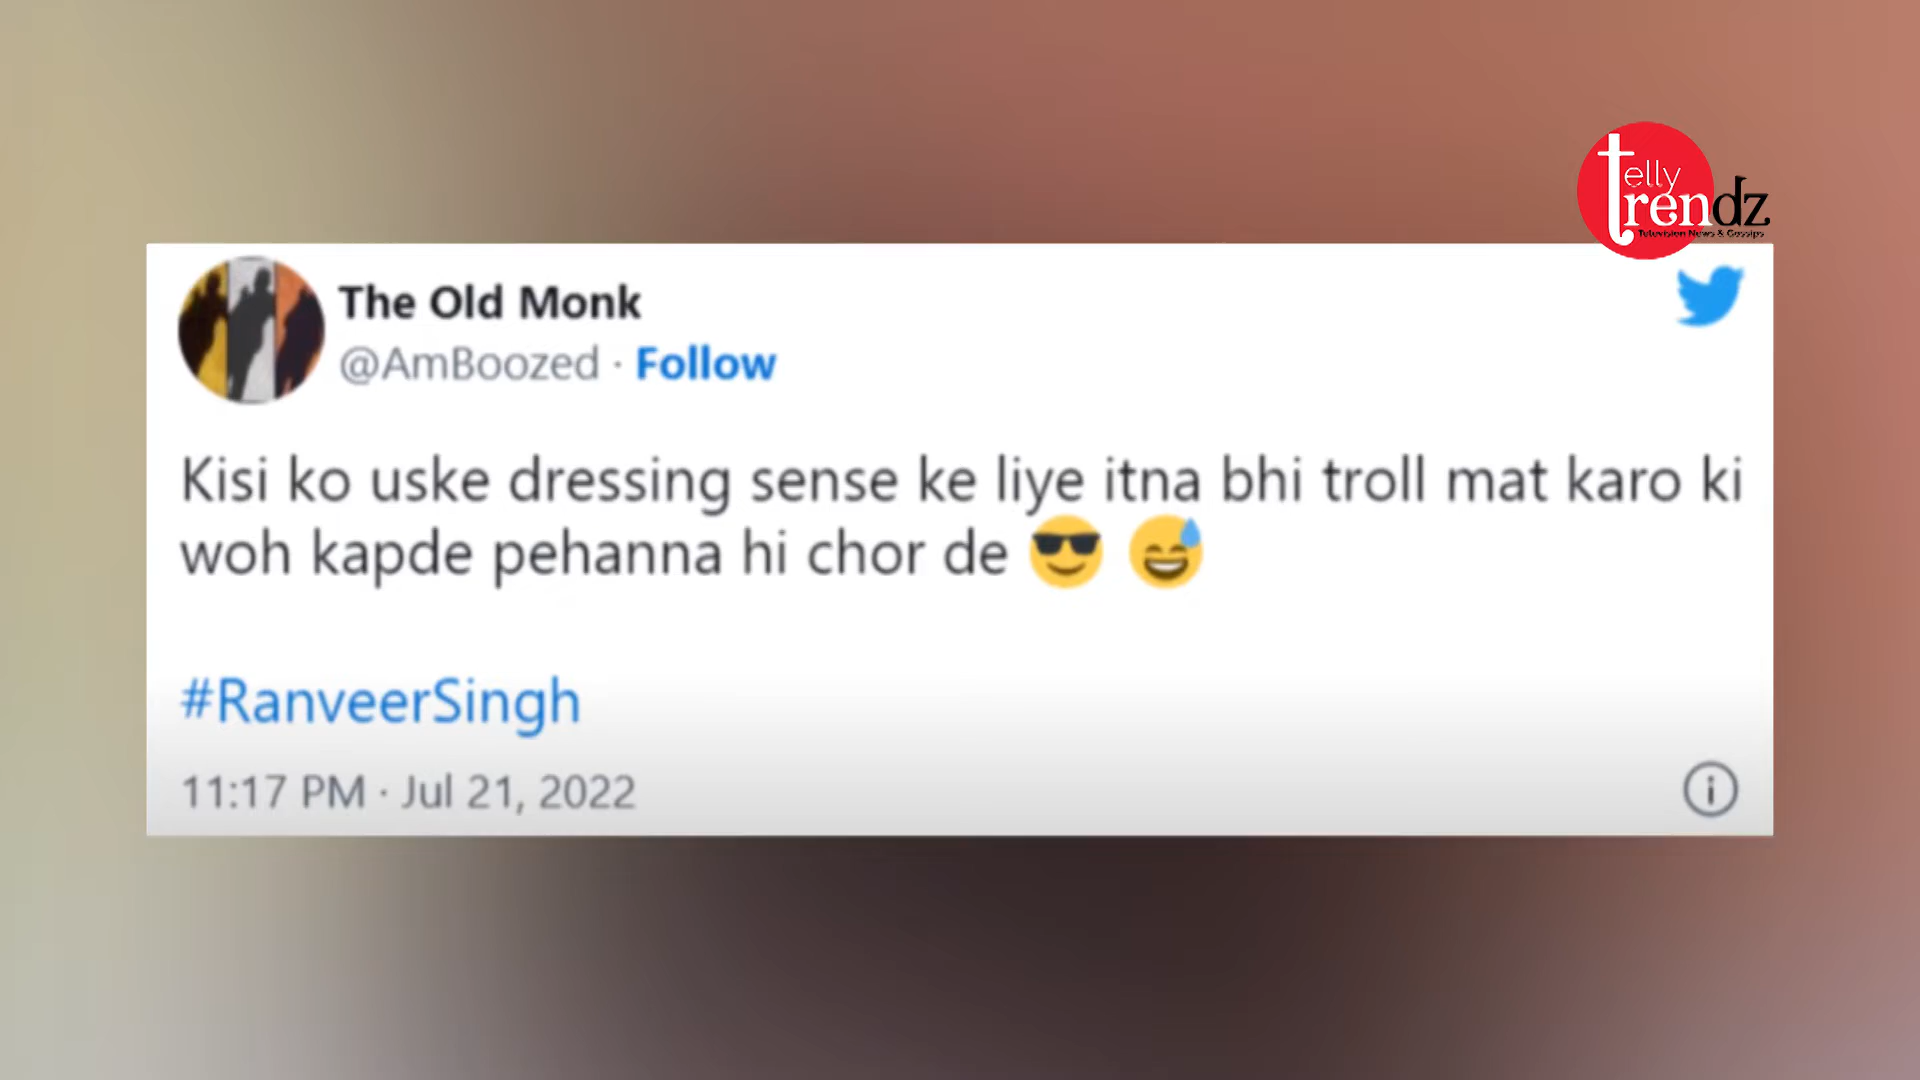 telly
trendz
Television News & Gossips
The Old Monk
@AmBoozed · Follow
Kisi ko uske dressing sense ke liye itna bhi troll mat karo ki
woh kapde pehanna hi chor de 😎 😅
#RanveerSingh
11:17 PM · Jul 21, 2022